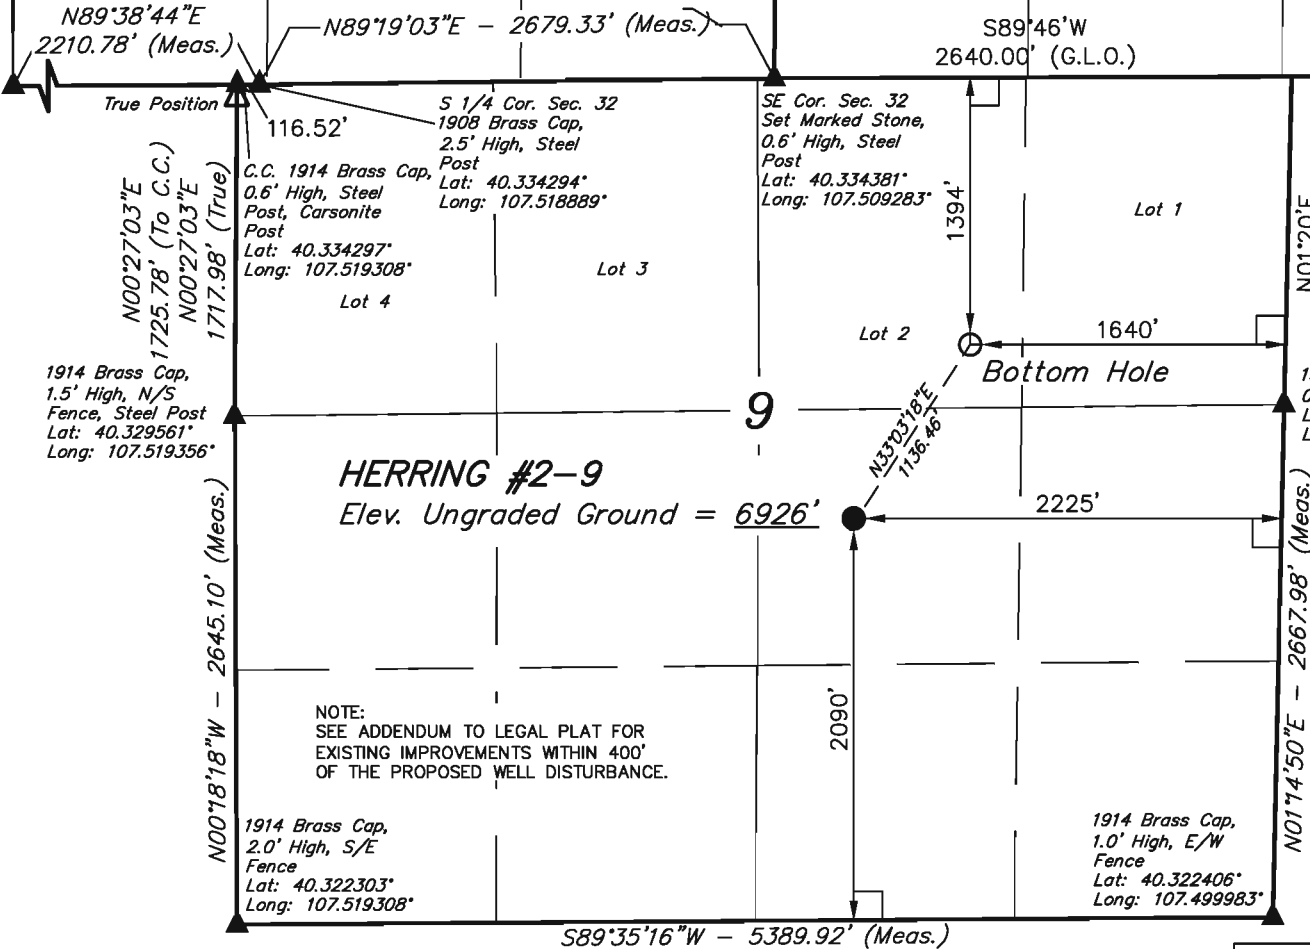 N89°38'44"E
2210.78' (Meas.)
N89°19'03"E - 2679.33' (Meas.)
S89°46'W
2640.00' (G.L.O.)
True Position
116.52'
S 1/4 Cor. Sec. 32
1908 Brass Cap,
2.5' High, Steel
Post
Lat: 40.334294°
Long: 107.518889°
SE Cor. Sec. 32
Set Marked Stone,
0.6' High, Steel
Post
Lat: 40.334381°
Long: 107.509283°
C.C. 1914 Brass Cap,
0.6' High, Steel
Post, Carsonite
Post
Lat: 40.334297°
Long: 107.519308°
N00°27'03"E
1725.78' (To C.C.)
N00°27'03"E
1717.98' (True)
1394'
Lot 1
N01°20'E
Lot 3
Lot 4
Lot 2
1640'
Bottom Hole
1914 Brass Cap,
1.5' High, N/S
Fence, Steel Post
Lat: 40.329561°
Long: 107.519356°
9
N33°03'18"E
1136.46'
HERRING #2-9
Elev. Ungraded Ground = 6926'
2225'
N00°18'18"W - 2645.10' (Meas.)
2090'
N01°14'50"E - 2667.98' (Meas.)
NOTE:
SEE ADDENDUM TO LEGAL PLAT FOR
EXISTING IMPROVEMENTS WITHIN 400'
OF THE PROPOSED WELL DISTURBANCE.
1914 Brass Cap,
2.0' High, S/E
Fence
Lat: 40.322303°
Long: 107.519308°
1914 Brass Cap,
1.0' High, E/W
Fence
Lat: 40.322406°
Long: 107.499983°
S89°35'16"W - 5389.92' (Meas.)